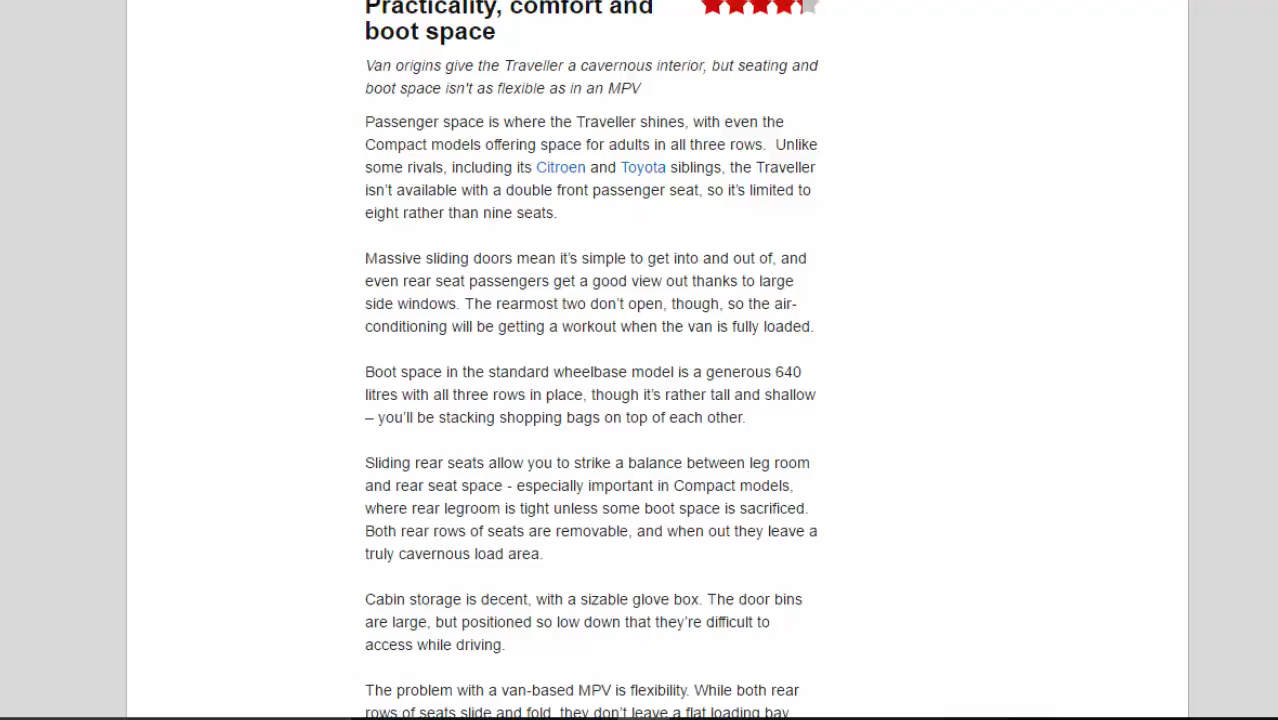 Practicality, comfort and
boot space
Van origins give the Traveller a cavernous interior, but seating and
boot space isn't as flexible as in an MPV
Passenger space is where the Traveller shines, with even the
Compact models offering space for adults in all three rows.  Unlike
some rivals, including its Citroen and Toyota siblings, the Traveller
isn’t available with a double front passenger seat, so it’s limited to
eight rather than nine seats.
Massive sliding doors mean it’s simple to get into and out of, and
even rear seat passengers get a good view out thanks to large
side windows. The rearmost two don’t open, though, so the air-
conditioning will be getting a workout when the van is fully loaded.
Boot space in the standard wheelbase model is a generous 640
litres with all three rows in place, though it’s rather tall and shallow
– you’ll be stacking shopping bags on top of each other.
Sliding rear seats allow you to strike a balance between leg room
and rear seat space - especially important in Compact models,
where rear legroom is tight unless some boot space is sacrificed.
Both rear rows of seats are removable, and when out they leave a
truly cavernous load area.
Cabin storage is decent, with a sizable glove box. The door bins
are large, but positioned so low down that they’re difficult to
access while driving.
The problem with a van-based MPV is flexibility. While both rear
rows of seats slide and fold, they don’t leave a flat loading bay